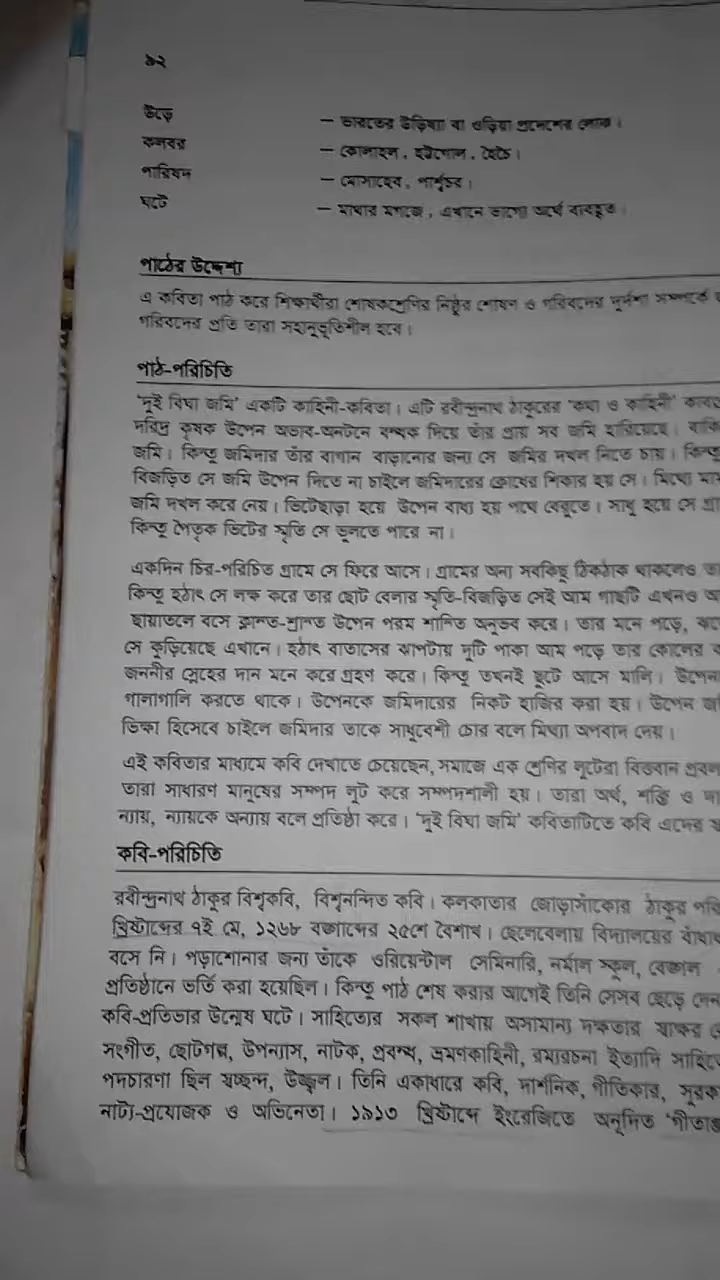 ৯২
উড়ে — ভারতের উড়িষ্যা বা ওড়িয়া প্রদেশের লোক।
কলরব — কোলাহল, হট্টগোল, হৈচৈ।
পারিষদ — মোসাহেব, পার্শ্বচর।
ঘটে — মাথার মগজে, এখানে ভাগ্যে অর্থে ব্যবহৃত।
পাঠের উদ্দেশ্য
এ কবিতা পাঠ করে শিক্ষার্থীরা শোষকশ্রেণির নিষ্ঠুর শোষণ ও গরিবদের দুর্দশা সম্পর্কে
গরিবদের প্রতি তারা সহানুভূতিশীল হবে।
পাঠ-পরিচিতি
‘দুই বিঘা জমি’ একটি কাহিনী-কবিতা। এটি রবীন্দ্রনাথ ঠাকুরের ‘কথা ও কাহিনী’
দরিদ্র কৃষক উপেন অভাব-অনটনে বন্ধক দিয়ে তাঁর প্রায় সব জমি হারিয়েছে।
জমি। কিন্তু জমিদার তাঁর বাগান বাড়ানোর জন্য সে জমির দখল নিতে চায়।
বিজড়িত সে জমি উপেন দিতে না চাইলে জমিদারের ক্রোধের শিকার হয় সে। মিথ্যে
জমি দখল করে নেয়। ভিটেছাড়া হয়ে উপেন বাধ্য হয় পথে বেরুতে। সাধু হয়ে সে
কিন্তু পৈতৃক ভিটের স্মৃতি সে ভুলতে পারে না।
একদিন চির-পরিচিত গ্রামে সে ফিরে আসে। গ্রামের অন্য সবকিছু ঠিকঠাক থাকলেও
কিন্তু হঠাৎ সে লক্ষ করে তার ছোট বেলার স্মৃতি-বিজড়িত সেই আম গাছটি এখনও
ছায়াতলে বসে ক্লান্ত-শ্রান্ত উপেন পরম শান্তি অনুভব করে। তার মনে পড়ে,
সে কুড়িয়েছে এখানে। হঠাৎ বাতাসের ঝাপটায় দুটি পাকা আম পড়ে তার কোলের
জননীর স্নেহের দান মনে করে গ্রহণ করে। কিন্তু তখনই ছুটে আসে মালি।
গালাগালি করতে থাকে। উপেনকে জমিদারের নিকট হাজির করা হয়। উপেন
ভিক্ষা হিসেবে চাইলে জমিদার তাকে সাধুবেশী চোর বলে মিথ্যা অপবাদ দেয়।
এই কবিতার মাধ্যমে কবি দেখাতে চেয়েছেন, সমাজে এক শ্রেণির লুটেরা বিত্তবান
তারা সাধারণ মানুষের সম্পদ লুট করে সম্পদশালী হয়। তারা অর্থ, শক্তি ও
ন্যায়, ন্যায়কে অন্যায় বলে প্রতিষ্ঠা করে। ‘দুই বিঘা জমি’ কবিতাটিতে কবি এদের
কবি-পরিচিতি
রবীন্দ্রনাথ ঠাকুর বিশ্বকবি, বিশ্বনন্দিত কবি। কলকাতার জোড়াসাঁকোর ঠাকুর
খ্রিষ্টাব্দের ৭ই মে, ১২৬৮ বঙ্গাব্দের ২৫শে বৈশাখ। ছেলেবেলায় বিদ্যালয়ের
বসে নি। পড়াশোনার জন্য তাঁকে ওরিয়েন্টাল সেমিনারি, নর্মাল স্কুল, বেঙ্গল
প্রতিষ্ঠানে ভর্তি করা হয়েছিল। কিন্তু পাঠ শেষ করার আগেই তিনি সেসব ছেড়ে
কবি-প্রতিভার উন্মেষ ঘটে। সাহিত্যের সকল শাখায় অসামান্য দক্ষতার স্বাক্ষর
সংগীত, ছোটগল্প, উপন্যাস, নাটক, প্রবন্ধ, ভ্রমণকাহিনী, রম্যরচনা ইত্যাদি
পদচারণা ছিল স্বচ্ছন্দ, উজ্জ্বল। তিনি একাধারে কবি, দার্শনিক, গীতিকার,
নাট্য-প্রযোজক ও অভিনেতা। ১৯১৩ খ্রিষ্টাব্দে ইংরেজিতে অনূদিত